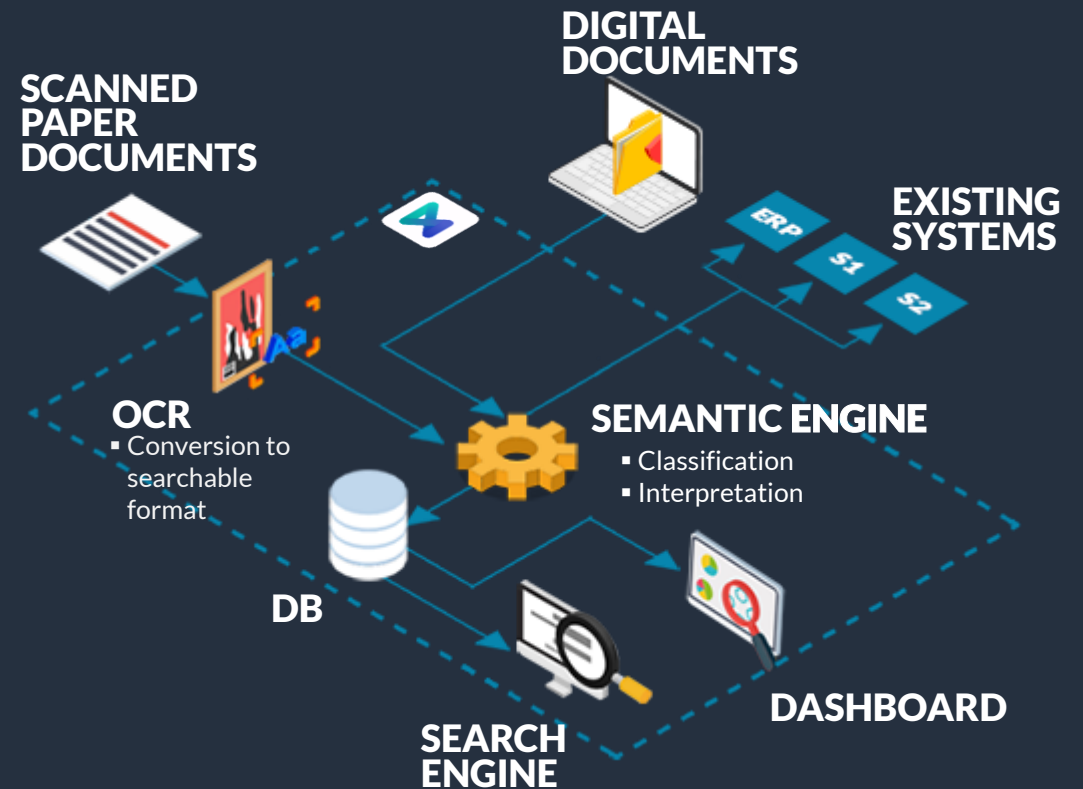 DIGITAL
DOCUMENTS
SCANNED
PAPER
DOCUMENTS
EXISTING
SYSTEMS
ERP
S1
S2
Aa
OCR
▪ Conversion to
searchable
format
SEMANTIC ENGINE
▪ Classification
▪ Interpretation
DB
DASHBOARD
SEARCH
ENGINE